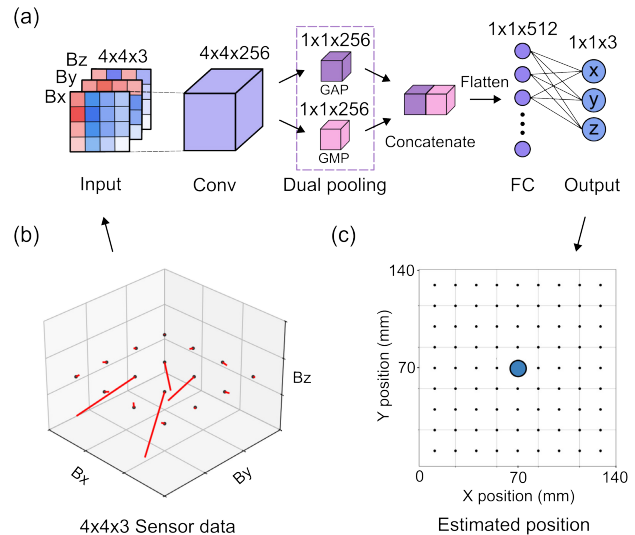 (a)
Bz
By
Bx
4x4x3
4x4x256
1x1x256
GAP
1x1x256
GMP
Concatenate
Flatten
1x1x512
1x1x3
x
y
z
Input
Conv
Dual pooling
FC
Output
(b)
Bx
By
Bz
4x4x3 Sensor data
(c)
140
70
Y position (mm)
0
70
140
X position (mm)
Estimated position